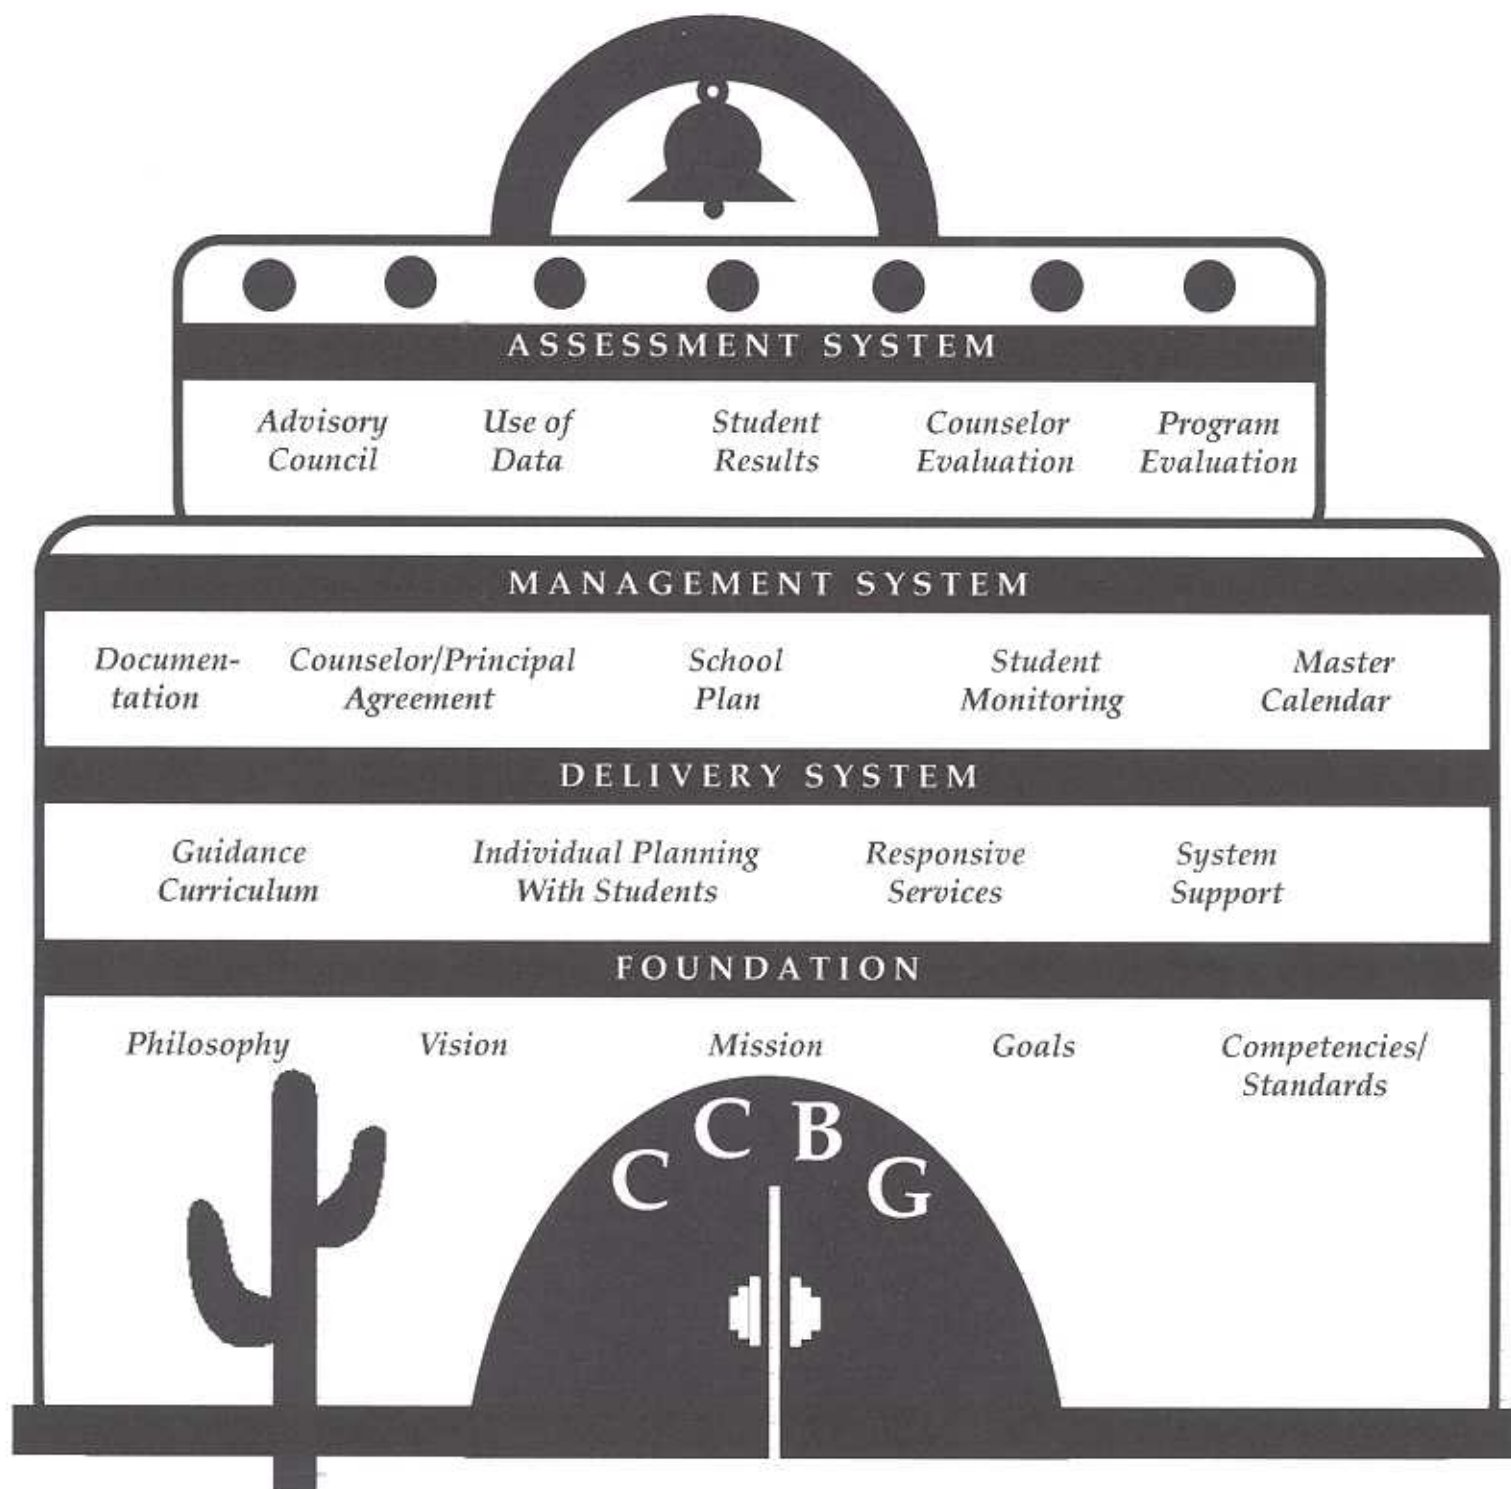 ASSESSMENT SYSTEM
Advisory Council
Use of Data
Student Results
Counselor Evaluation
Program Evaluation
MANAGEMENT SYSTEM
Documen-
tation
Counselor/Principal Agreement
School Plan
Student Monitoring
Master Calendar
DELIVERY SYSTEM
Guidance Curriculum
Individual Planning With Students
Responsive Services
System Support
FOUNDATION
Philosophy
Vision
Mission
Goals
Competencies/
Standards
C C B G